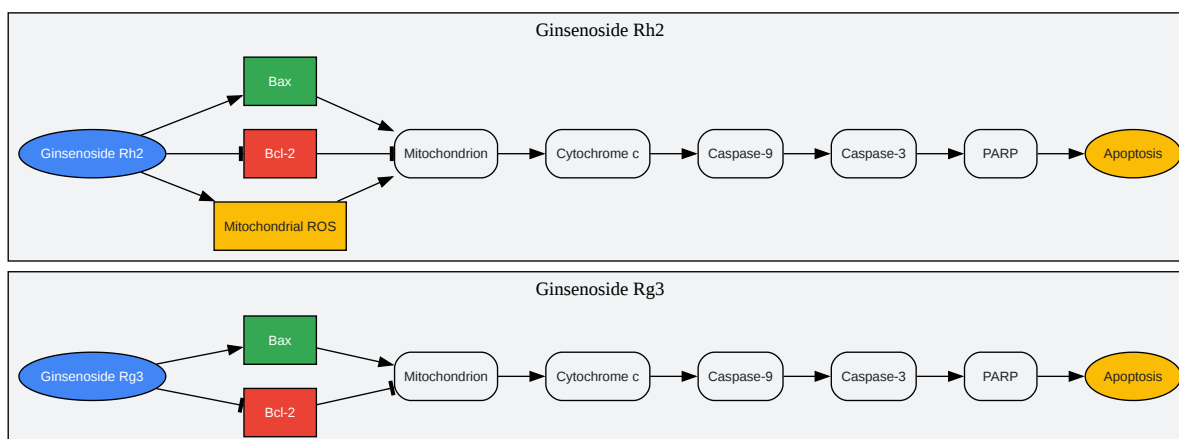 Ginsenoside Rh2
Bax
Ginsenoside Rh2
Bcl-2
Mitochondrion
Cytochrome c
Caspase-9
Caspase-3
PARP
Apoptosis
Mitochondrial ROS
Ginsenoside Rg3
Bax
Ginsenoside Rg3
Mitochondrion
Cytochrome c
Caspase-9
Caspase-3
PARP
Apoptosis
Bcl-2